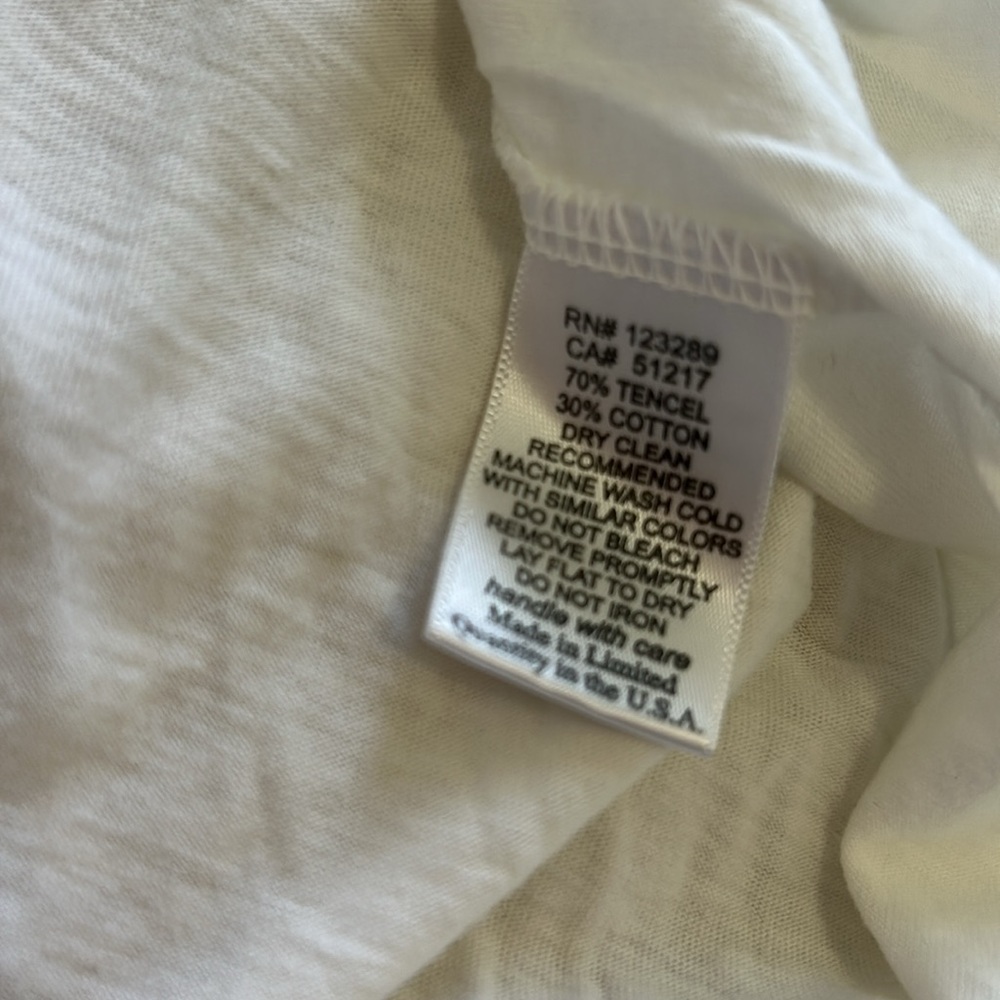 RN# 123289
CA# 51217
70% TENCEL
30% COTTON
DRY CLEAN
RECOMMENDED
MACHINE WASH COLD
WITH SIMILAR COLORS
DO NOT BLEACH
REMOVE PROMPTLY
LAY FLAT TO DRY
DO NOT IRON
handle with care
Made in Limited
Quantity in the U.S.A.